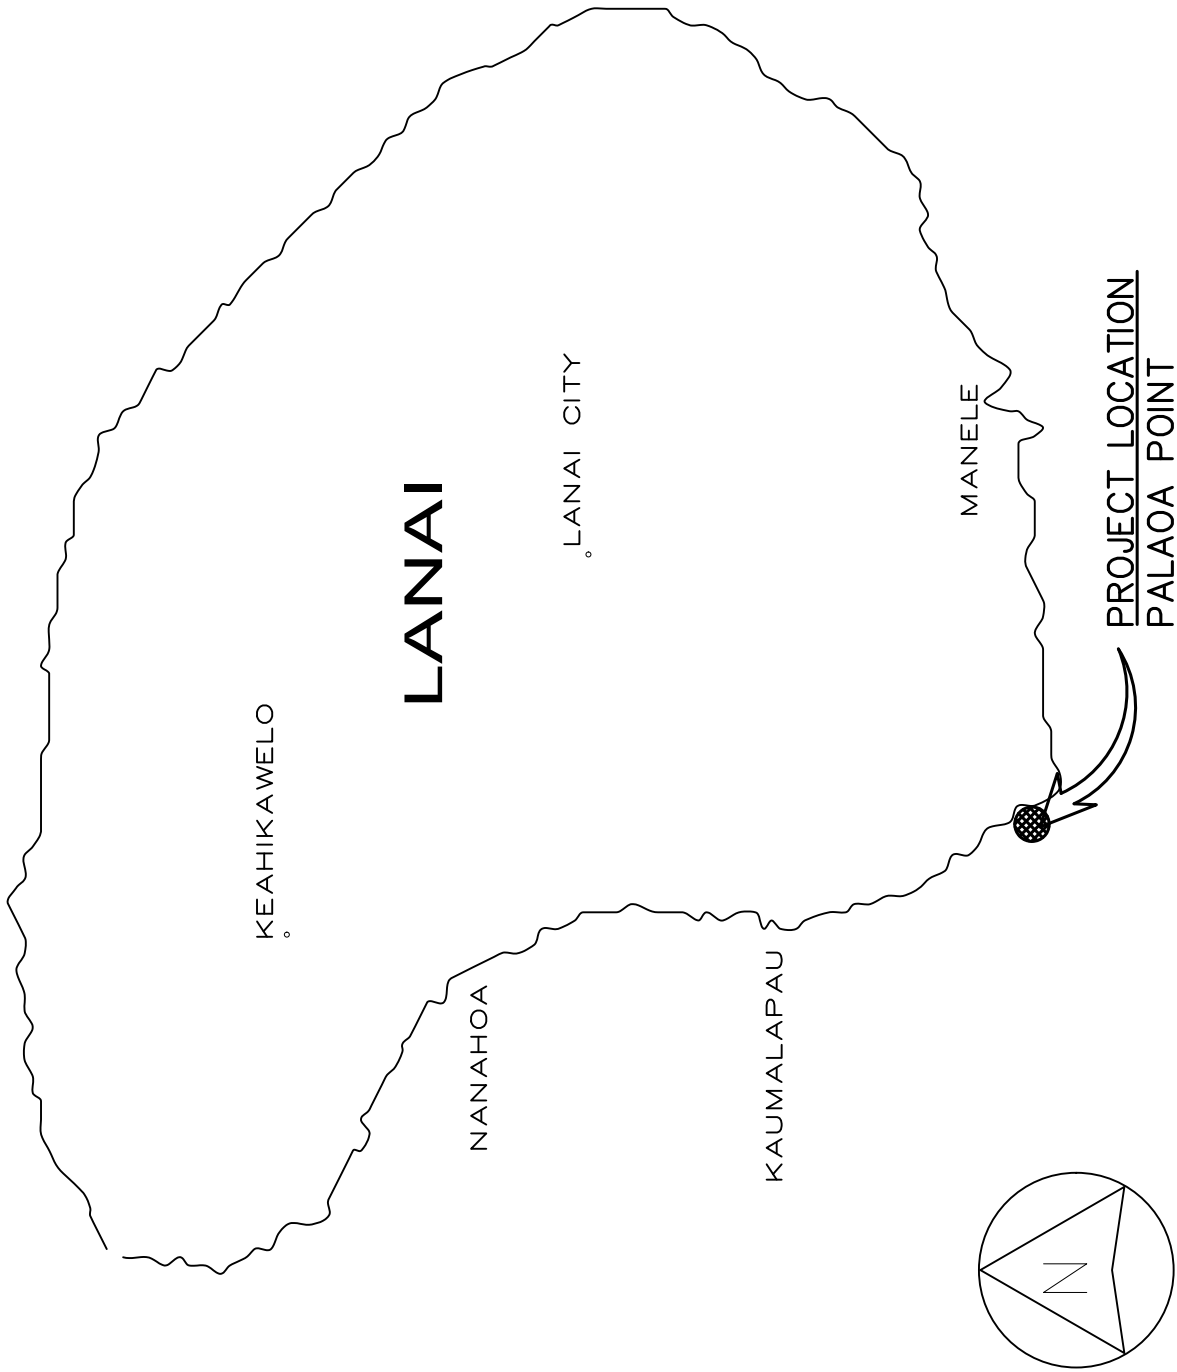 KEAHIKAWELO
LANAI
NANAHOA
LANAI CITY
KAUMALAPAU
MANELE
PROJECT LOCATION
PALAOA POINT
N